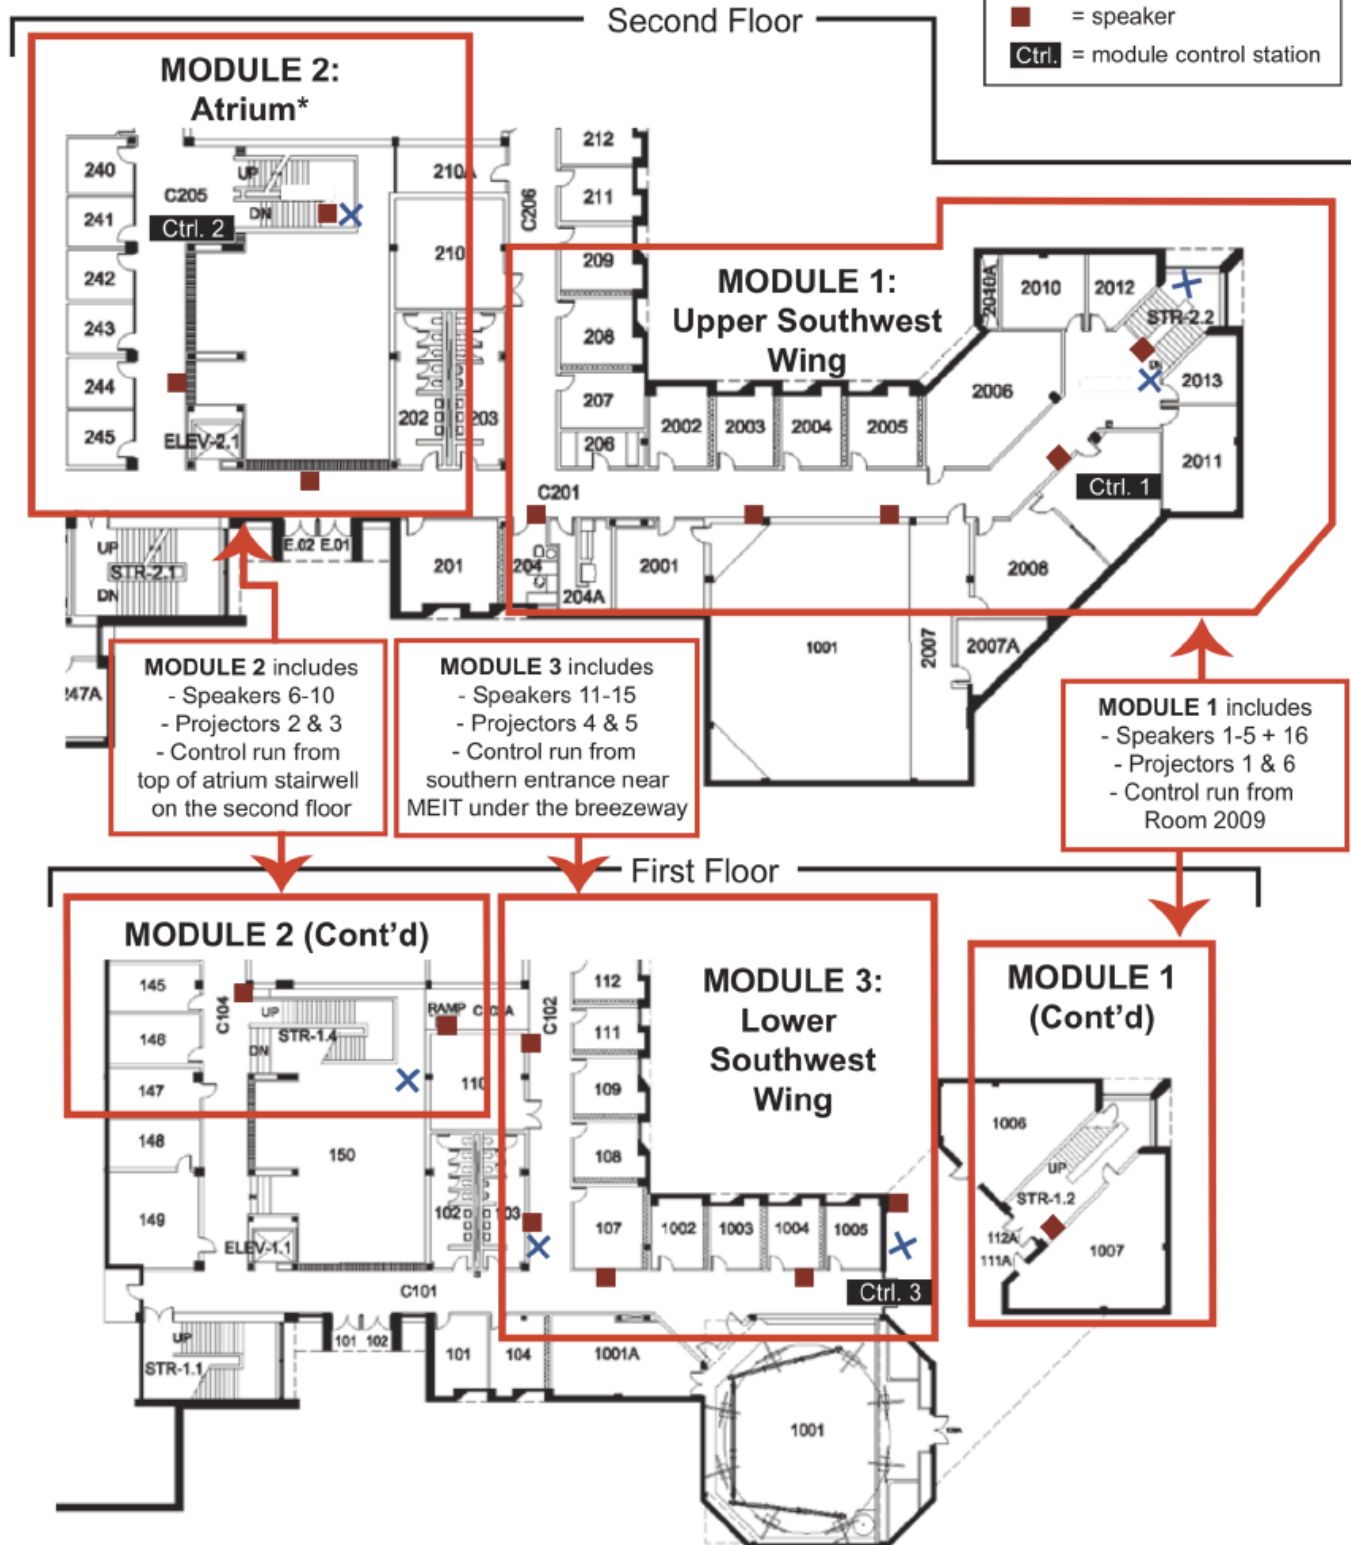 Second Floor
= speaker
Ctrl. = module control station
MODULE 2:
Atrium*
240
241
242
243
244
245
C205
UP
DN
Ctrl. 2
ELEV-2.1
210A
210
202
203
C206
212
211
209
208
207
206
MODULE 1:
Upper Southwest
Wing
2002
2003
2004
2005
2006
2010A
2010
2012
STR-2.2
2013
2011
Ctrl. 1
C201
UP
STR-2.1
DN
E.02
E.01
201
204
204A
2001
2008
1001
2007
2007A
247A
MODULE 2 includes
- Speakers 6-10
- Projectors 2 & 3
- Control run from
top of atrium stairwell
on the second floor
MODULE 3 includes
- Speakers 11-15
- Projectors 4 & 5
- Control run from
southern entrance near
MEIT under the breezeway
MODULE 1 includes
- Speakers 1-5 + 16
- Projectors 1 & 6
- Control run from
Room 2009
First Floor
MODULE 2 (Cont'd)
145
146
147
148
149
C104
UP
STR-1.4
DN
RAMP
110
150
102
103
ELEV-1.1
C101
C102
112
111
109
108
107
MODULE 3:
Lower
Southwest
Wing
1002
1003
1004
1005
Ctrl. 3
MODULE 1
(Cont'd)
1006
UP
STR-1.2
112A
111A
1007
UP
STR-1.1
101
102
101
104
1001A
1001